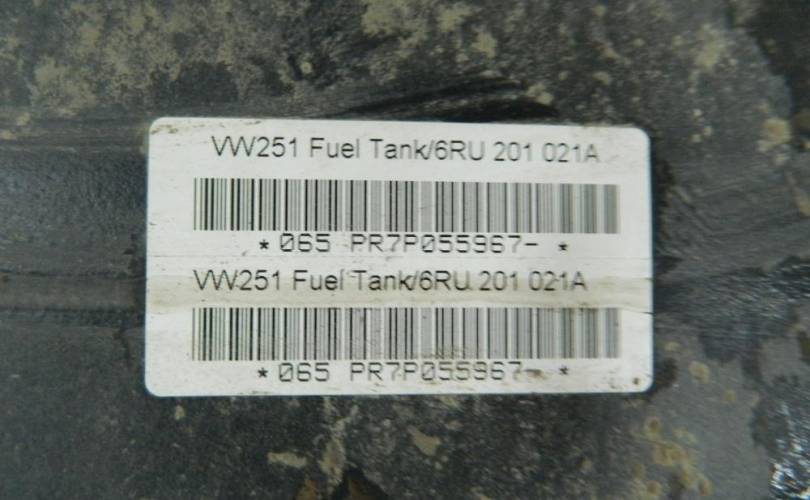 VW251 Fuel Tank/6RU 201 021A
*065 PR7P055967- *
VW251 Fuel Tank/6RU 201 021A
*065 PR7P055967- *